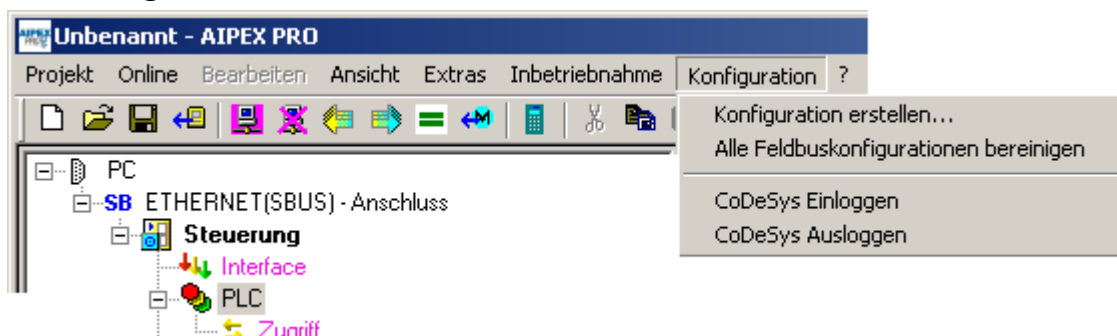 Unbenannt - AIPEX PRO
Projekt Online Bearbeiten Ansicht Extras Inbetriebnahme Konfiguration ?
Konfiguration erstellen...
Alle Feldbuskonfigurationen bereinigen
CoDeSys Einloggen
CoDeSys Ausloggen
PC
SB ETHERNET(SBUS) - Anschluss
Steuerung
Interface
PLC
Zugriff